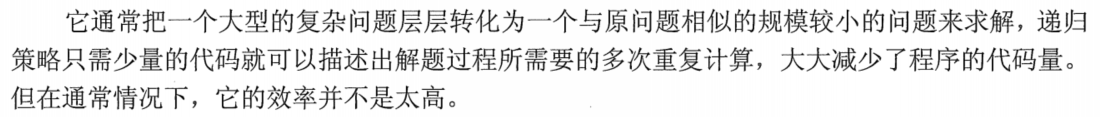 它通常把一个大型的复杂问题层层转化为一个与原问题相似的规模较小的问题来求解，递归
策略只需少量的代码就可以描述出解题过程所需要的多次重复计算，大大减少了程序的代码量。
但在通常情况下，它的效率并不是太高。